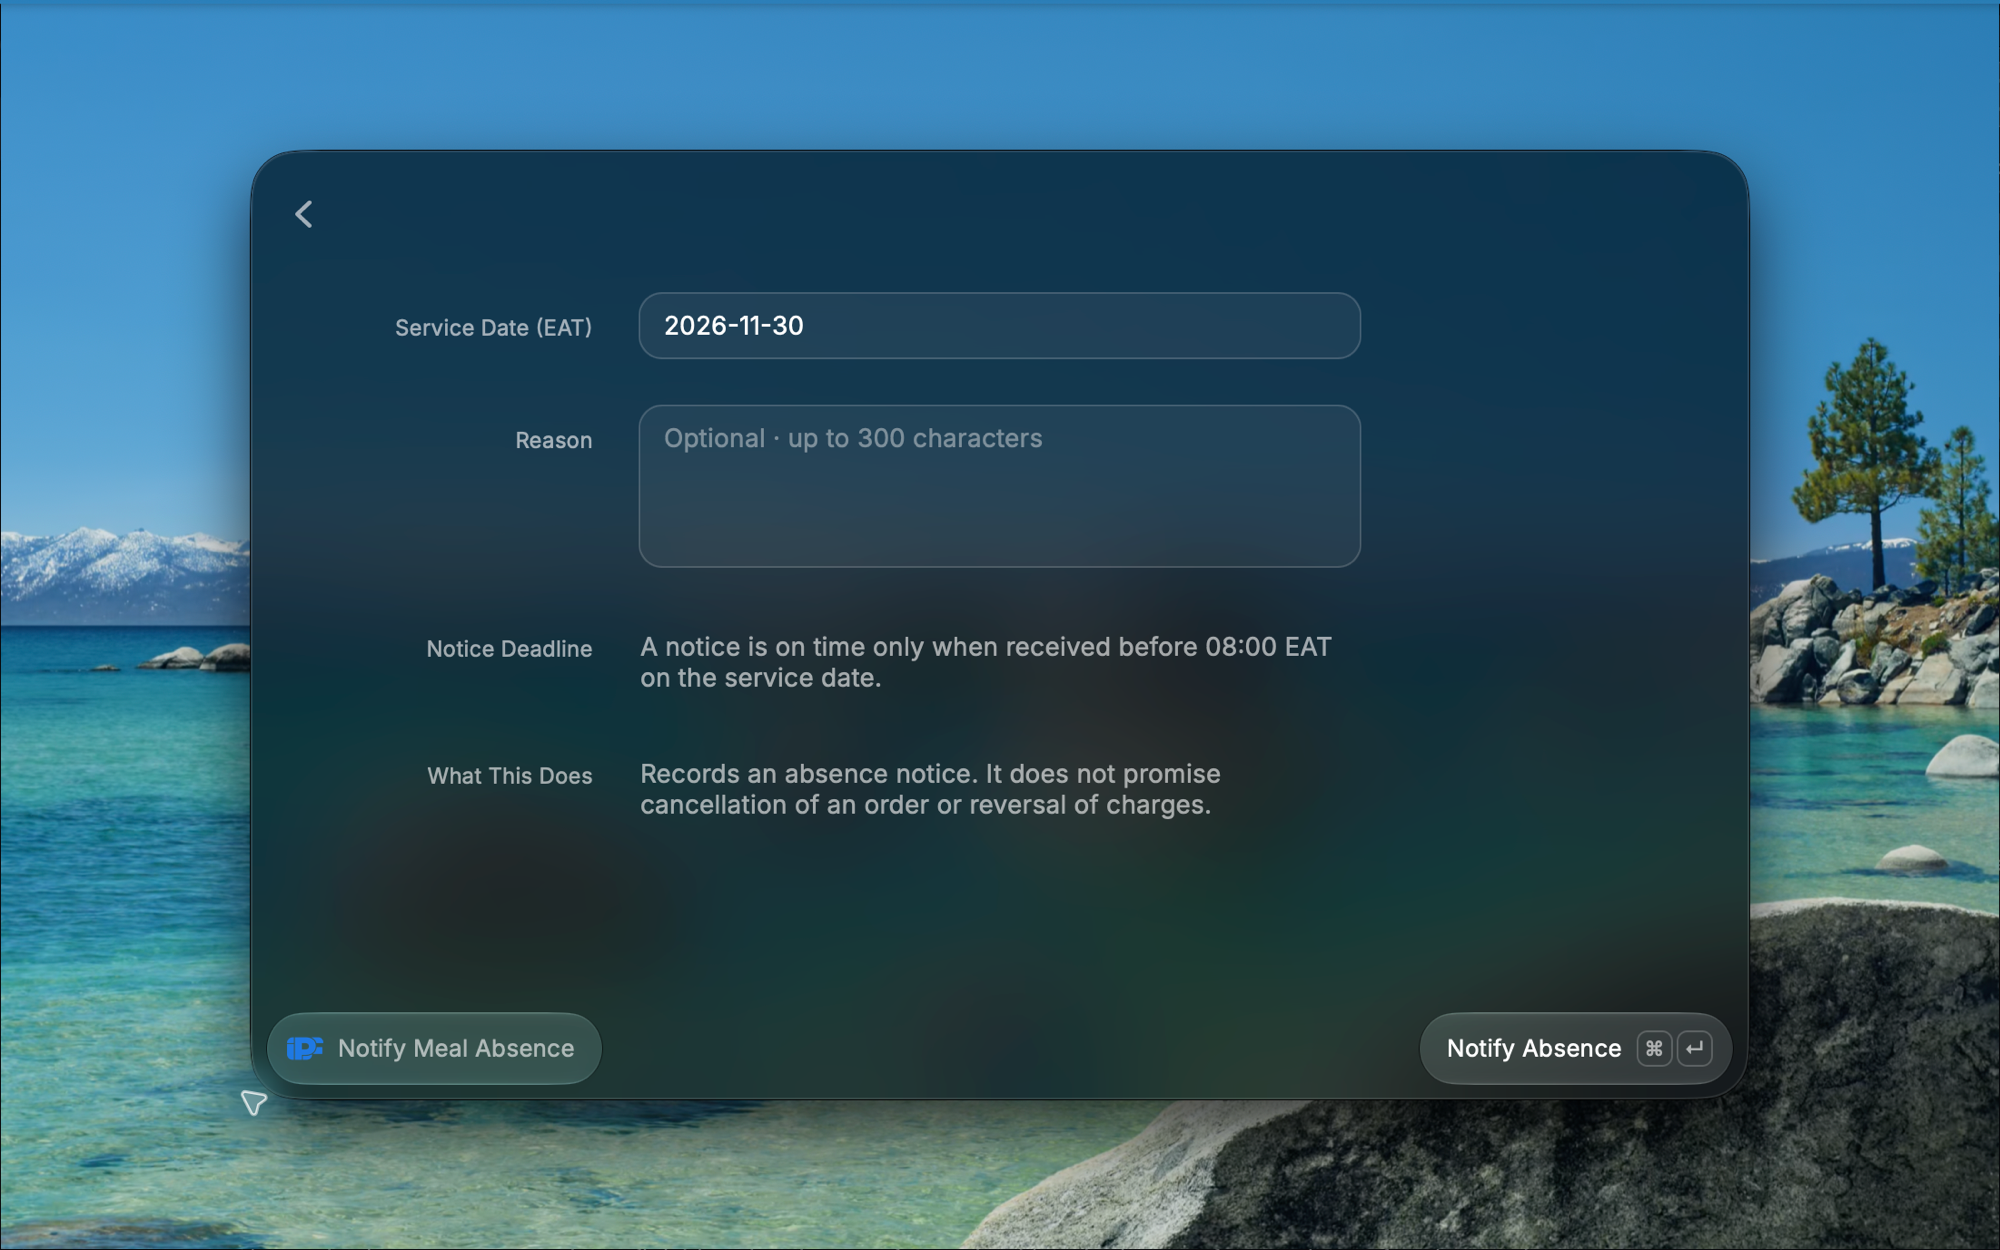 Service Date (EAT)
2026-11-30
Reason
Optional · up to 300 characters
Notice Deadline
A notice is on time only when received before 08:00 EAT
on the service date.
What This Does
Records an absence notice. It does not promise
cancellation of an order or reversal of charges.
Notify Meal Absence
Notify Absence ⌘ ↵